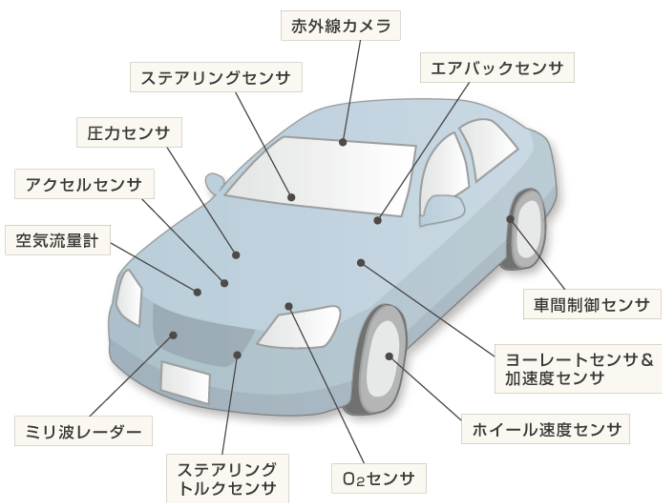 赤外線カメラ
ステアリングセンサ
エアバックセンサ
圧力センサ
アクセルセンサ
空気流量計
車間制御センサ
ヨーレートセンサ&
加速度センサ
ホイール速度センサ
ミリ波レーダー
ステアリング
トルクセンサ
O₂センサ